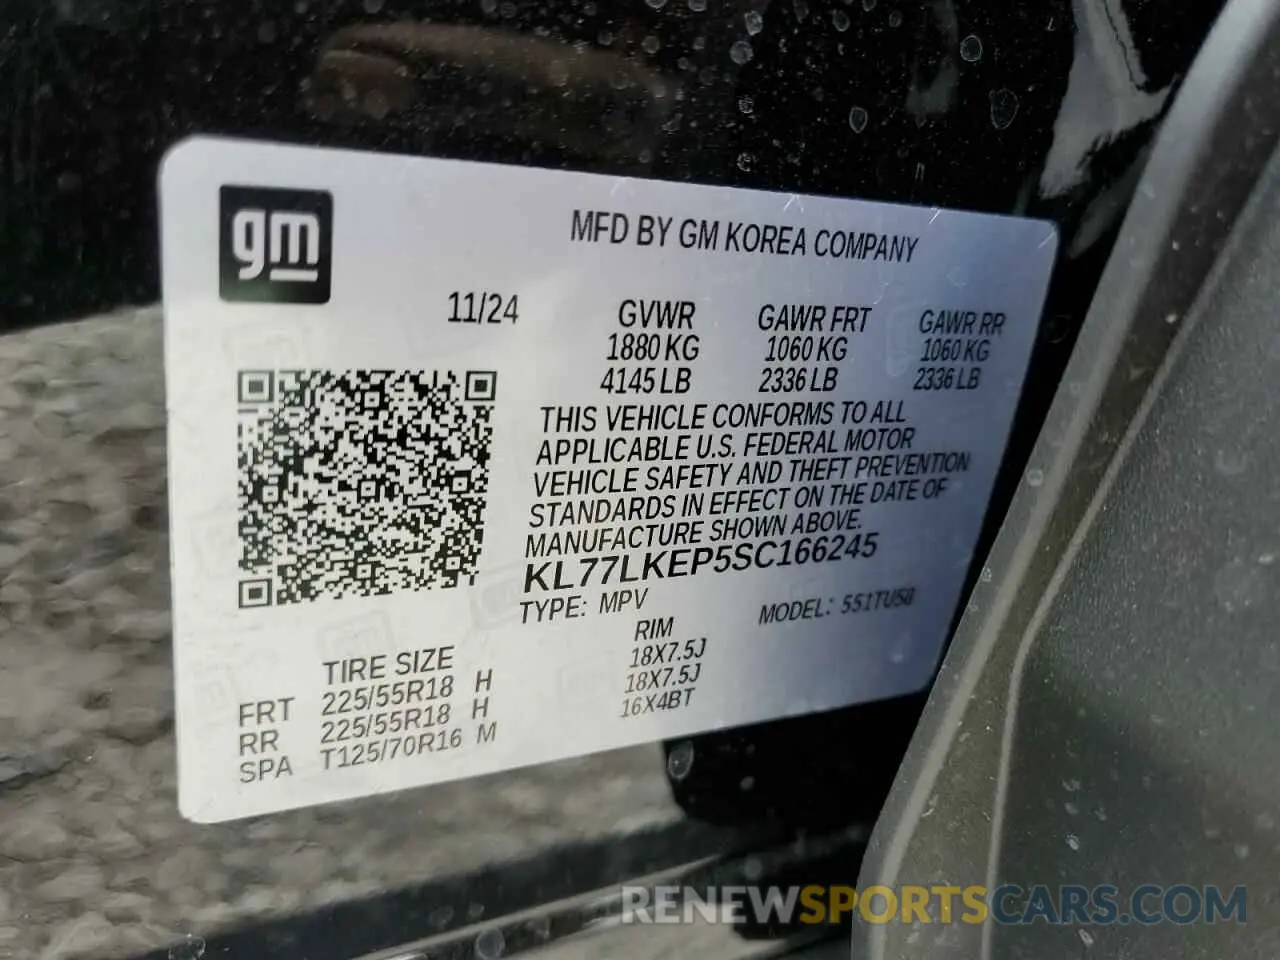 gm
MFD BY GM KOREA COMPANY
11/24
GVWR GAWR FRT GAWR RR
1880 KG 1060 KG 1060 KG
4145 LB 2336 LB 2336 LB
THIS VEHICLE CONFORMS TO ALL
APPLICABLE U.S. FEDERAL MOTOR
VEHICLE SAFETY AND THEFT PREVENTION
STANDARDS IN EFFECT ON THE DATE OF
MANUFACTURE SHOWN ABOVE.
KL77LKEP5SC166245
TYPE: MPV MODEL: 551TU58
TIRE SIZE RIM
FRT 225/55R18 H 18X7.5J
RR 225/55R18 H 18X7.5J
SPA T125/70R16 M 16X4BT
RENEWSPORTSCARS.COM